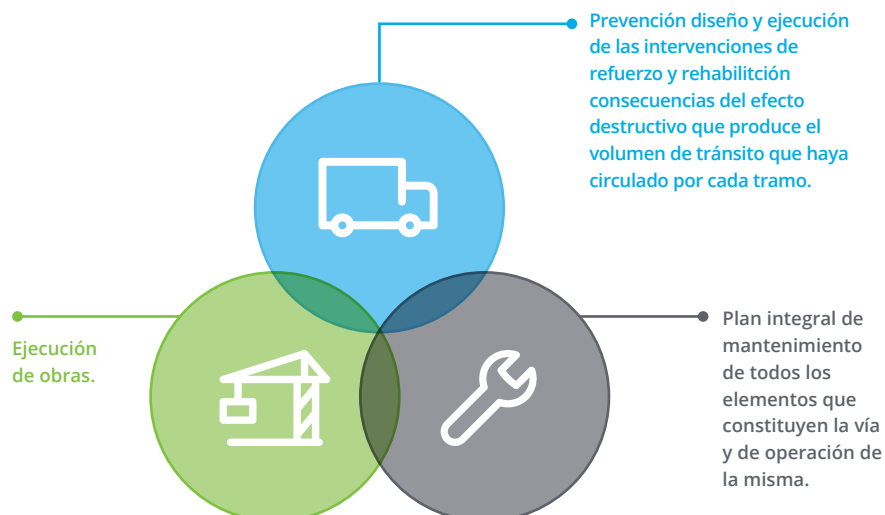 Prevención diseño y ejecución
de las intervenciones de
refuerzo y rehabilitción
consecuencias del efecto
destructivo que produce el
volumen de tránsito que haya
circulado por cada tramo.
Ejecución
de obras.
Plan integral de
mantenimiento
de todos los
elementos que
constituyen la vía
y de operación de
la misma.